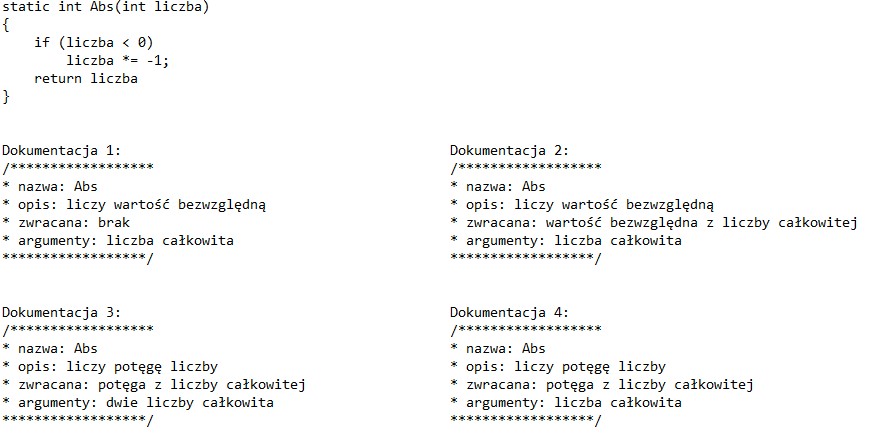 static int Abs(int liczba)
{
    if (liczba < 0)
        liczba *= -1;
    return liczba
}
Dokumentacja 1:
/******************
* nazwa: Abs
* opis: liczy wartość bezwzględną
* zwracana: brak
* argumenty: liczba całkowita
******************/
Dokumentacja 2:
/******************
* nazwa: Abs
* opis: liczy wartość bezwzględną
* zwracana: wartość bezwzględna z liczby całkowitej
* argumenty: liczba całkowita
******************/
Dokumentacja 3:
/******************
* nazwa: Abs
* opis: liczy potęgę liczby
* zwracana: potęga z liczby całkowitej
* argumenty: dwie liczby całkowita
******************/
Dokumentacja 4:
/******************
* nazwa: Abs
* opis: liczy potęgę liczby
* zwracana: potęga z liczby całkowitej
* argumenty: liczba całkowita
******************/